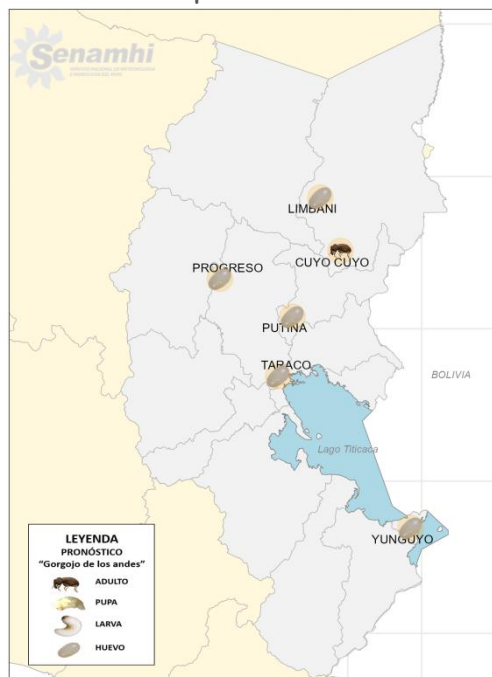 Senamhi
LIMBANI
CUYO CUYO
PROGRESO
PUTINA
TARACO
BOLIVIA
Lago Titicaca
YUNGUYO
LEYENDA
PRONÓSTICO
"Gorgojo de los andes"
ADULTO
PUPA
LARVA
HUEVO